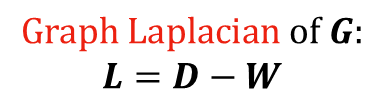 Graph Laplacian of G:
L = D − W